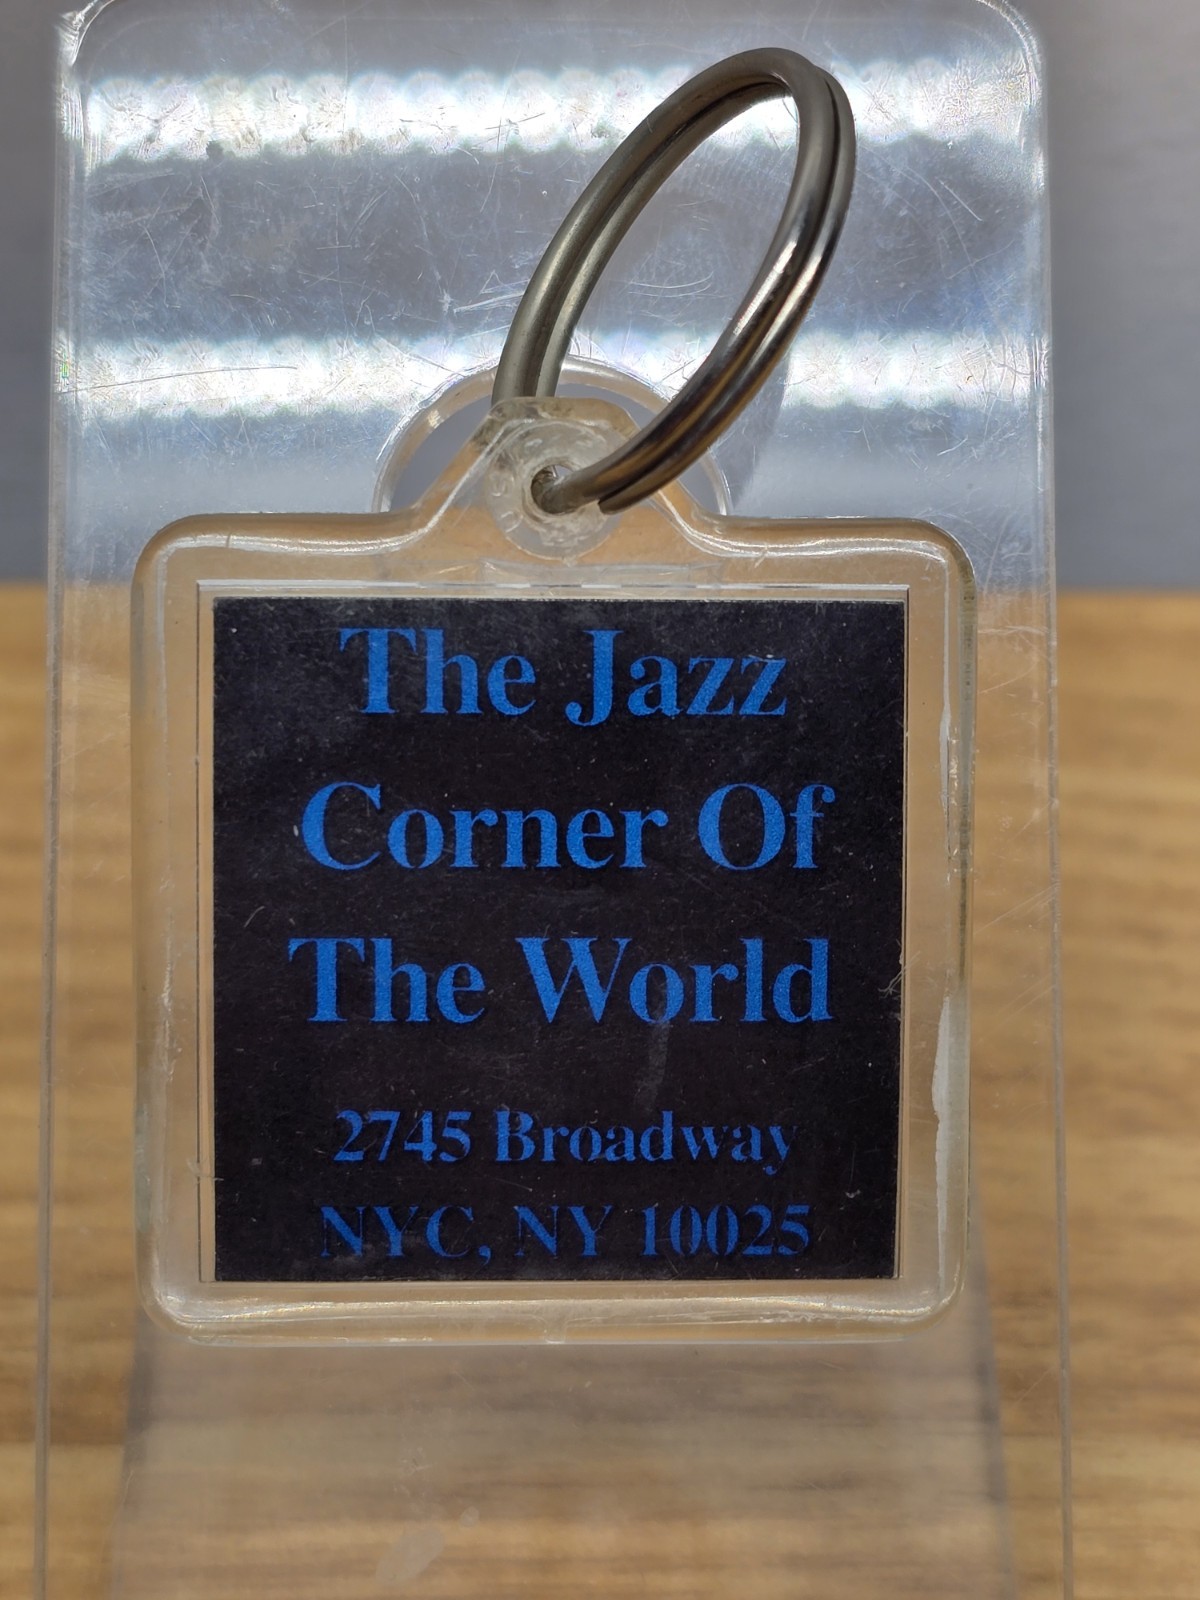 The Jazz
Corner Of
The World
2745 Broadway
NYC, NY 10025